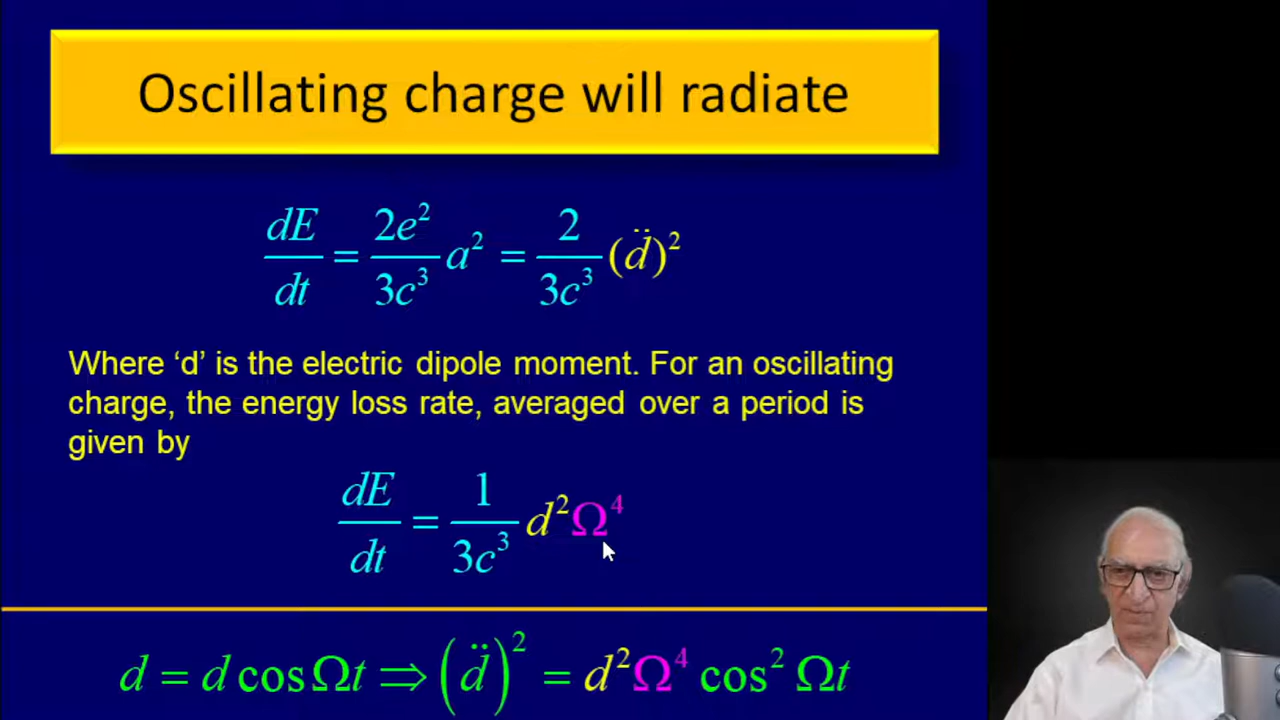 Oscillating charge will radiate
dE/dt = 2e²/3c³ a² = 2/3c³ (d̈)²
Where ‘d’ is the electric dipole moment. For an oscillating
charge, the energy loss rate, averaged over a period is
given by
dE/dt = 1/3c³ d²Ω⁴
d = d cos Ωt ⇒ (d̈)² = d²Ω⁴ cos² Ωt